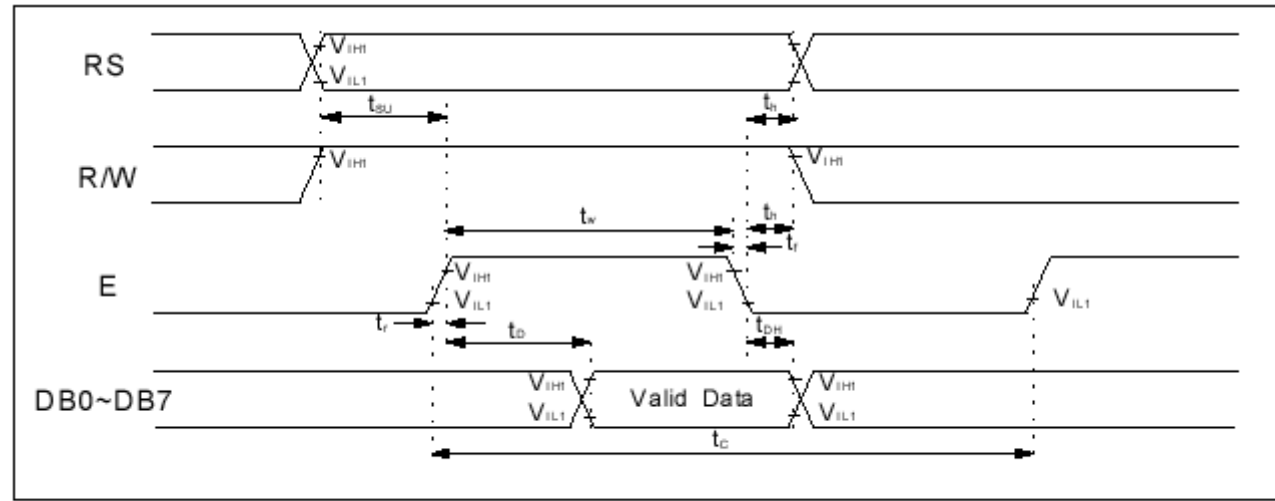 RS
VIH1
VIL1
tSU
th
R/W
VIH1
VIH1
tw
th
tf
E
VIH1
VIH1
VIL1
VIL1
VIL1
tr
tD
tDH
DB0~DB7
VIH1
Valid Data
VIH1
VIL1
VIL1
tC